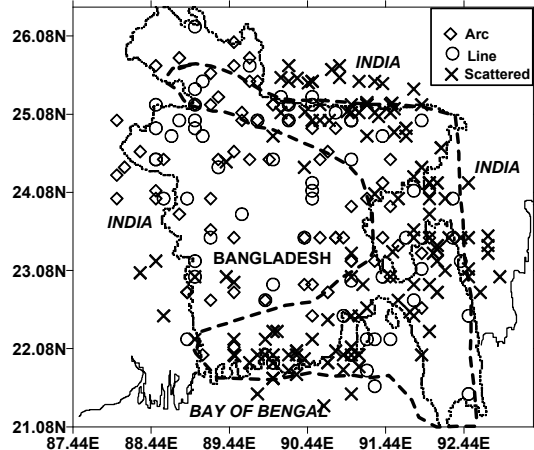 26.08N
25.08N
24.08N
23.08N
22.08N
21.08N
87.44E 88.44E 89.44E 90.44E 91.44E 92.44E
Arc
Line
Scattered
INDIA
INDIA
INDIA
BANGLADESH
BAY OF BENGAL